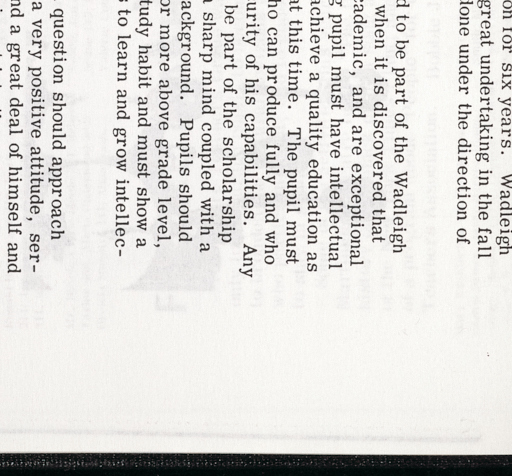 on for six years. Wadleigh
great undertaking in the fall
done under the direction of
d to be part of the Wadleigh
when it is discovered that
cademic, and are exceptional
g pupil must have intellectual
achieve a quality education as
at this time. The pupil must
ho can produce fully and who
urity of his capabilities. Any
be part of the scholarship
sharp mind coupled with a
ackground. Pupils should
or more above grade level,
tudy habit and must show a
s to learn and grow intellec-
question should approach
a very positive attitude, ser-
nd a great deal of himself and